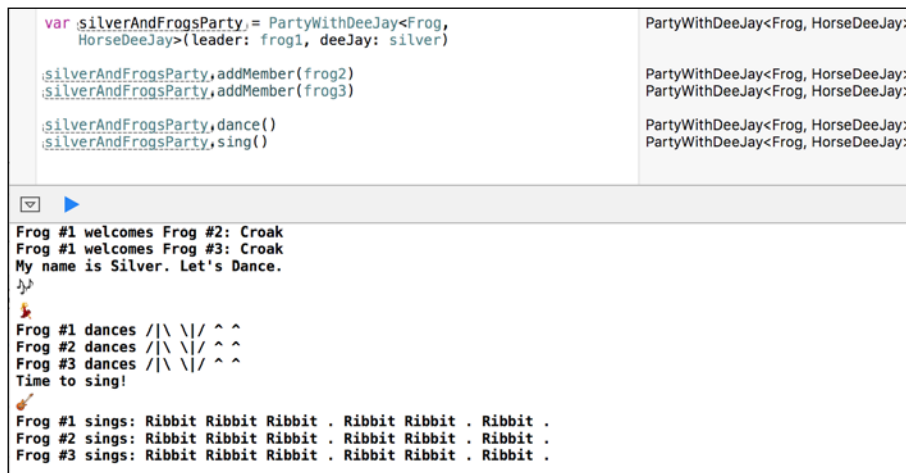 var silverAndFrogsParty = PartyWithDeeJay<Frog,
PartyWithDeeJay<Frog, HorseDeeJay>
HorseDeeJay>(leader: frog1, deeJay: silver)
silverAndFrogsParty.addMember(frog2)
PartyWithDeeJay<Frog, HorseDeeJay>
silverAndFrogsParty.addMember(frog3)
PartyWithDeeJay<Frog, HorseDeeJay>
silverAndFrogsParty.dance()
PartyWithDeeJay<Frog, HorseDeeJay>
silverAndFrogsParty.sing()
PartyWithDeeJay<Frog, HorseDeeJay>
Frog #1 welcomes Frog #2: Croak
Frog #1 welcomes Frog #3: Croak
My name is Silver. Let's Dance.
🎶
💃
Frog #1 dances /|\ \|/ ^ ^
Frog #2 dances /|\ \|/ ^ ^
Frog #3 dances /|\ \|/ ^ ^
Time to sing!
🎸
Frog #1 sings: Ribbit Ribbit Ribbit . Ribbit Ribbit . Ribbit .
Frog #2 sings: Ribbit Ribbit Ribbit . Ribbit Ribbit . Ribbit .
Frog #3 sings: Ribbit Ribbit Ribbit . Ribbit Ribbit . Ribbit .